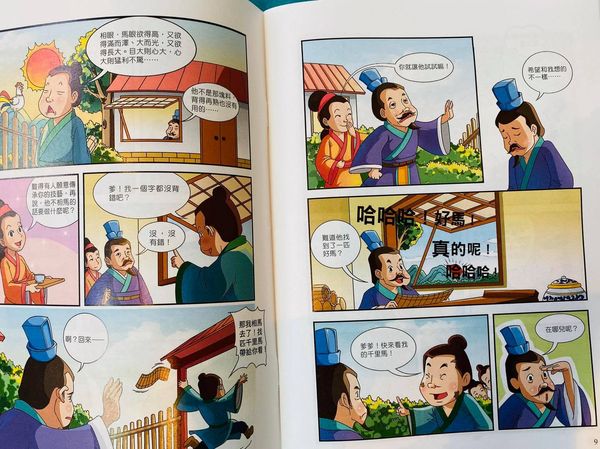 相眼，馬眼欲得高，又欲
得滿而澤、大而光，又欲
得長大。目大則心大，心
大則猛利不驚……
他不是那塊料
背得再熟也沒有
用的……
難得有人願意傳
承你的技藝，再
說，他不相馬的
話要做什麼呢？
爹！我一個字都沒背
錯吧？
沒，沒
有錯！
啊？回來——
那我相馬
去了！找
匹千里馬
帶給你看！
你就讓他試試嘛！
希望和我想的
不一樣……
難道他找
到了一匹
好馬？
哈哈哈！好馬！
真的呢！
哈哈哈！
爹爹！快來看我
的千里馬！
在哪兒呢？
9